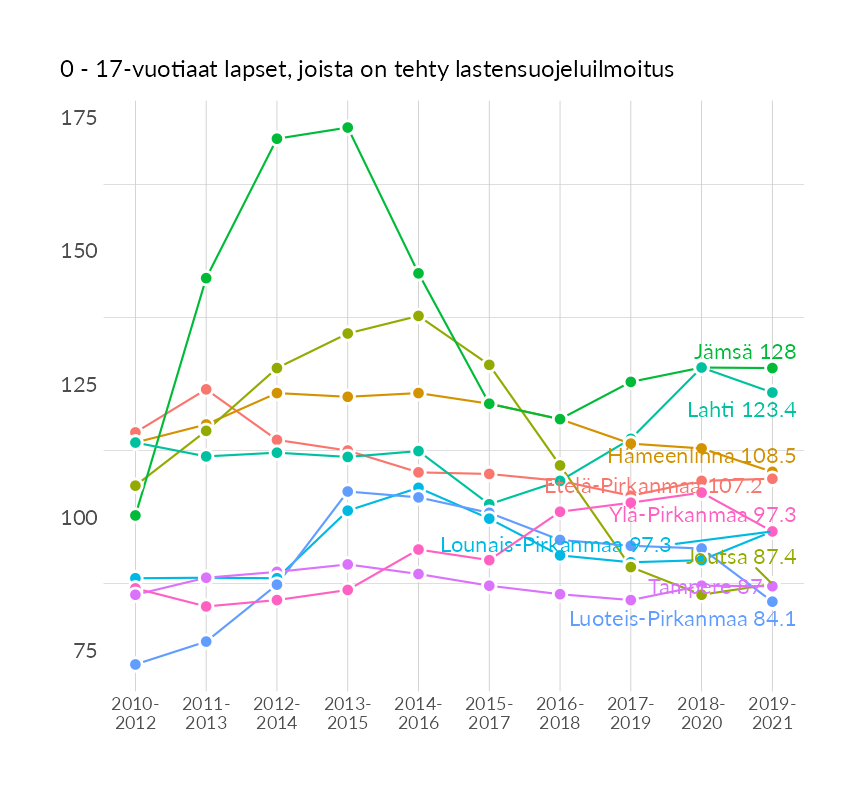 0 - 17-vuotiaat lapset, joista on tehty lastensuojeluilmoitus
175
150
125
100
75
Jämsä 128
Lahti 123.4
Hämeenlinna 108.5
Etelä-Pirkanmaa 107.2
Ylä-Pirkanmaa 97.3
Lounais-Pirkanmaa 97.3
Joutsa 87.4
Tampere 87
Luoteis-Pirkanmaa 84.1
2010-2012
2011-2013
2012-2014
2013-2015
2014-2016
2015-2017
2016-2018
2017-2019
2018-2020
2019-2021